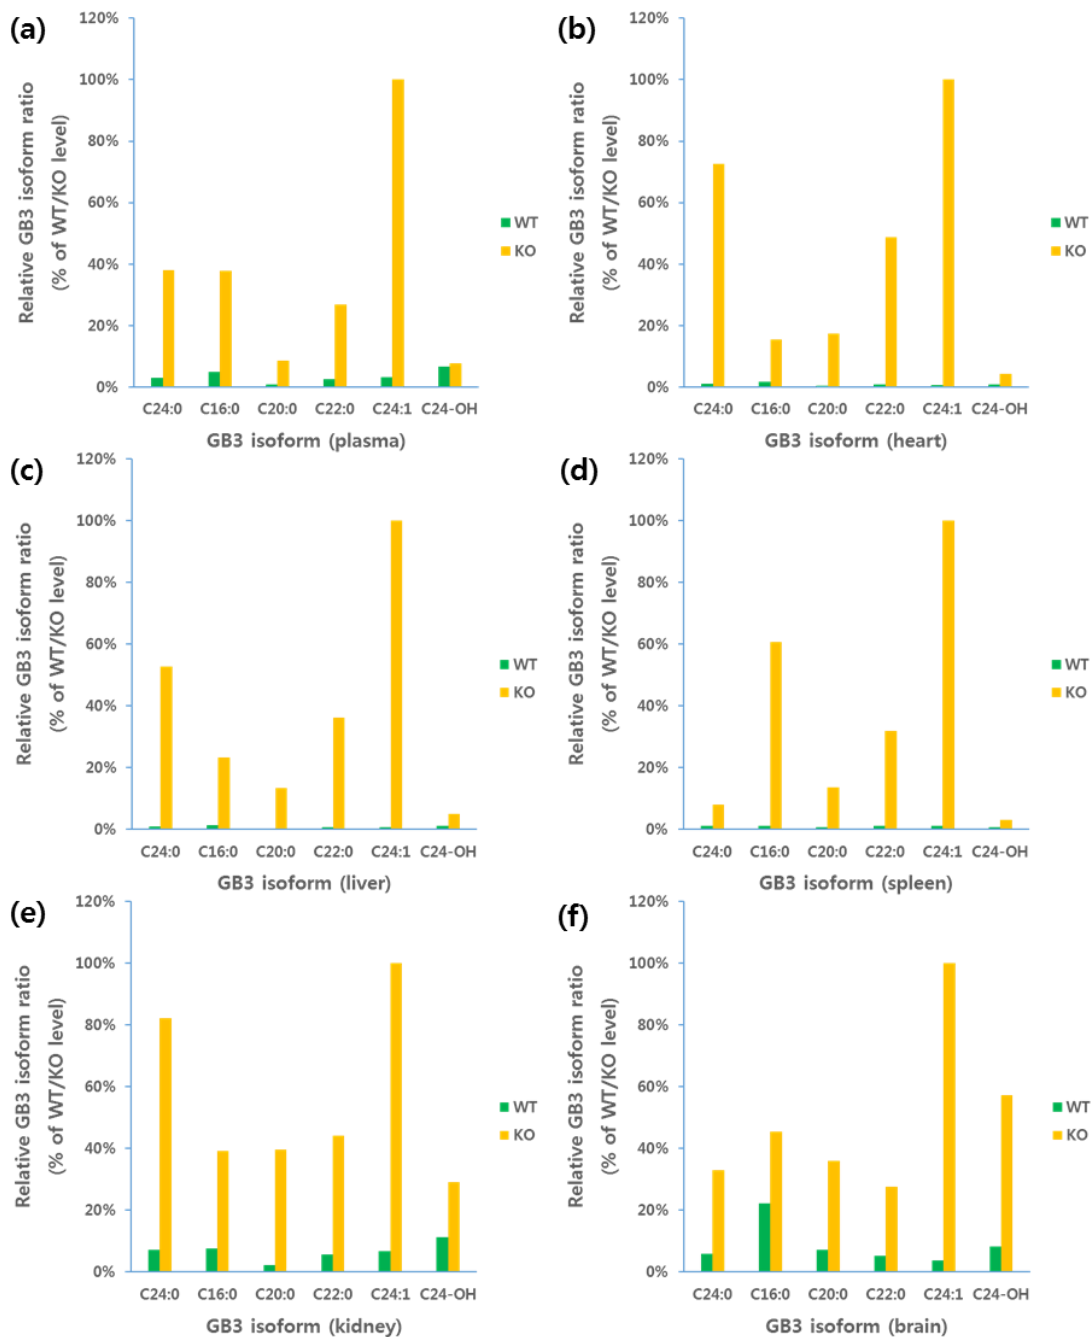 (a)
120%
100%
80%
60%
40%
20%
0%
Relative GB3 isoform ratio
(% of WT/KO level)
WT
KO
C24:0 C16:0 C20:0 C22:0 C24:1 C24-OH
GB3 isoform (plasma)
(b)
120%
100%
80%
60%
40%
20%
0%
Relative GB3 isoform ratio
(% of WT/KO level)
WT
KO
C24:0 C16:0 C20:0 C22:0 C24:1 C24-OH
GB3 isoform (heart)
(c)
120%
100%
80%
60%
40%
20%
0%
Relative GB3 isoform ratio
(% of WT/KO level)
WT
KO
C24:0 C16:0 C20:0 C22:0 C24:1 C24-OH
GB3 isoform (liver)
(d)
120%
100%
80%
60%
40%
20%
0%
Relative GB3 isoform ratio
(% of WT/KO level)
WT
KO
C24:0 C16:0 C20:0 C22:0 C24:1 C24-OH
GB3 isoform (spleen)
(e)
120%
100%
80%
60%
40%
20%
0%
Relative GB3 isoform ratio
(% of WT/KO level)
WT
KO
C24:0 C16:0 C20:0 C22:0 C24:1 C24-OH
GB3 isoform (kidney)
(f)
120%
100%
80%
60%
40%
20%
0%
Relative GB3 isoform ratio
(% of WT/KO level)
WT
KO
C24:0 C16:0 C20:0 C22:0 C24:1 C24-OH
GB3 isoform (brain)